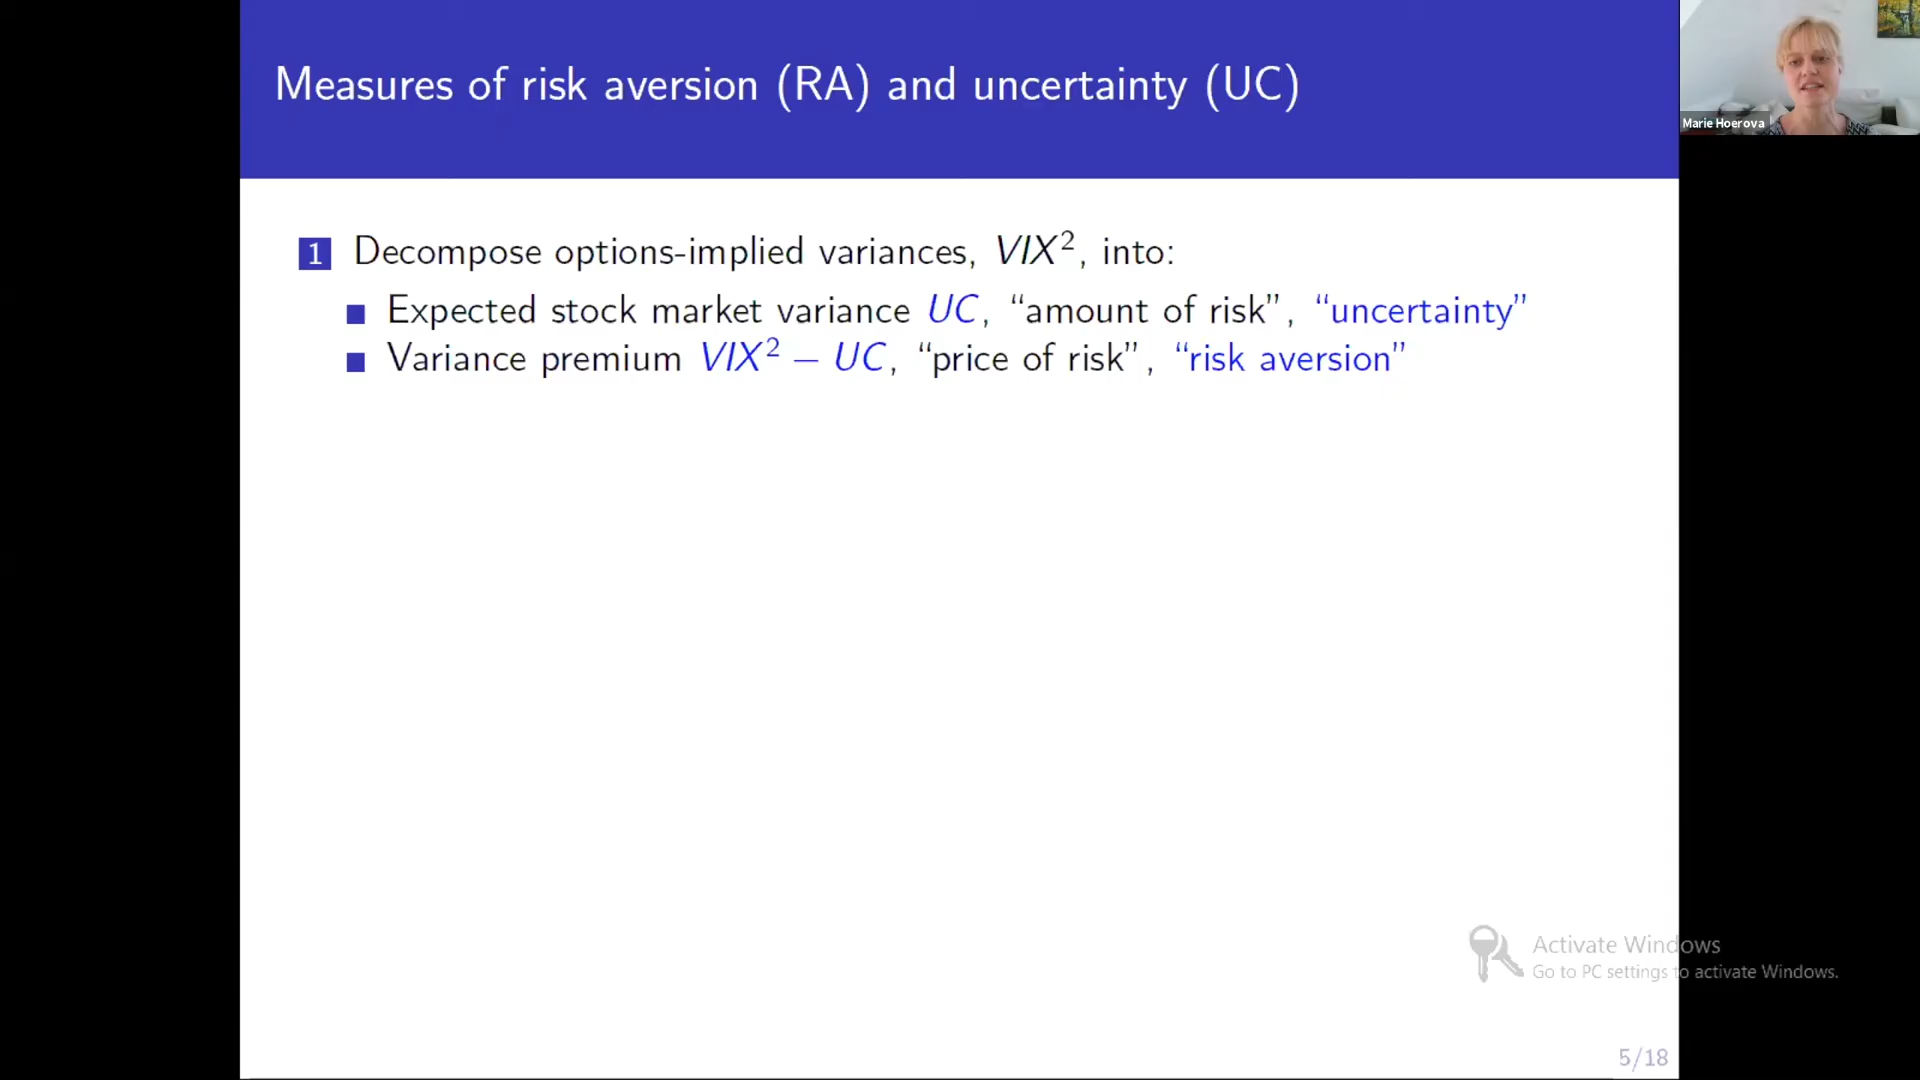 Measures of risk aversion (RA) and uncertainty (UC)
Marie Hoerova
1 Decompose options-implied variances, VIX², into:
Expected stock market variance UC, “amount of risk”, “uncertainty”
Variance premium VIX² − UC, “price of risk”, “risk aversion”
Activate Windows
Go to PC settings to activate Windows.
5/18